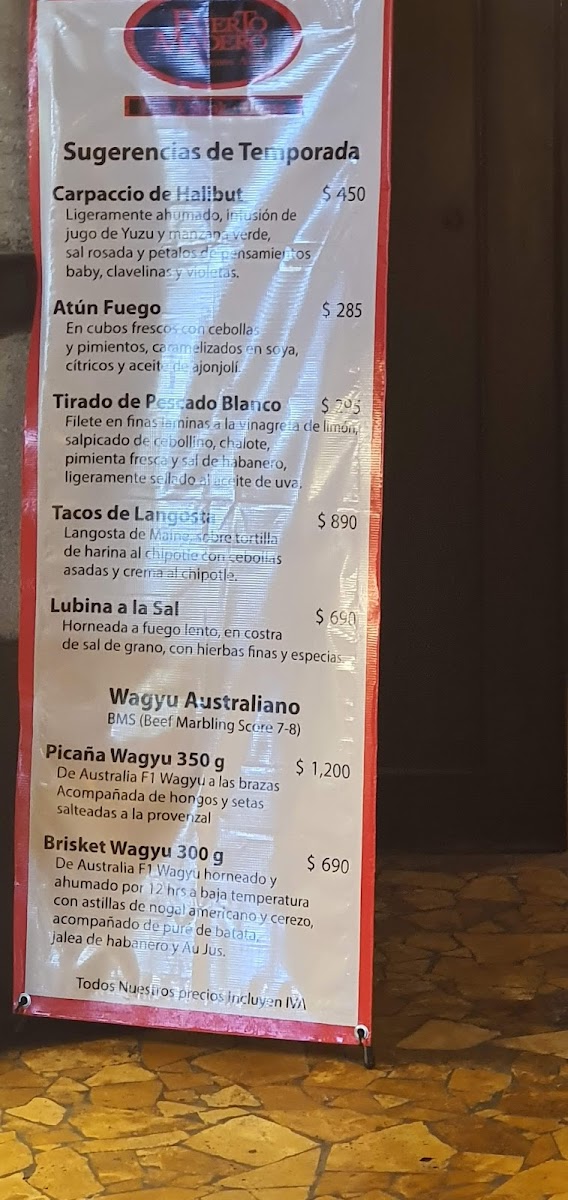 PUERTO
MADERO
Sugerencias de Temporada
Carpaccio de Halibut $ 450
Ligeramente ahumado, infusión de
jugo de Yuzu y manzana verde,
sal rosada y petalos de pensamientos
baby, clavelinas y violetas.
Atún Fuego $ 285
En cubos frescos con cebollas
y pimientos, caramelizados en soya,
cítricos y aceite de ajonjolí.
Tirado de Pescado Blanco $ 295
Filete en finas laminas a la vinagreta de limón,
salpicado de cebollino, chalote,
pimienta fresca y sal de habanero,
ligeramente sellado al aceite de uva.
Tacos de Langosta $ 890
Langosta de Maine, sobre tortilla
de harina al chipotle con cebollas
asadas y crema al chipotle.
Lubina a la Sal $ 690
Horneada a fuego lento, en costra
de sal de grano, con hierbas finas y especias
Wagyu Australiano
BMS (Beef Marbling Score 7-8)
Picaña Wagyu 350 g $ 1,200
De Australia F1 Wagyu a las brazas
Acompañada de hongos y setas
salteadas a la provenzal
Brisket Wagyu 300 g $ 690
De Australia F1 Wagyu horneado y
ahumado por 12 hrs a baja temperatura
con astillas de nogal americano y cerezo,
acompañado de puré de batata,
jalea de habanero y Au Jus.
Todos Nuestros precios Incluyen IVA